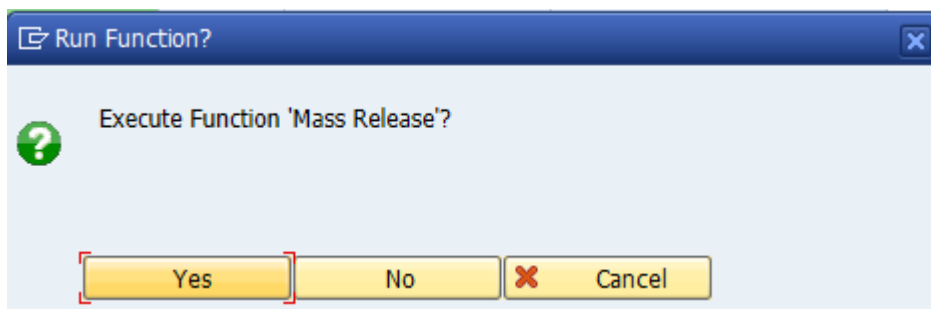 Run Function?
Execute Function 'Mass Release'?
Yes No Cancel